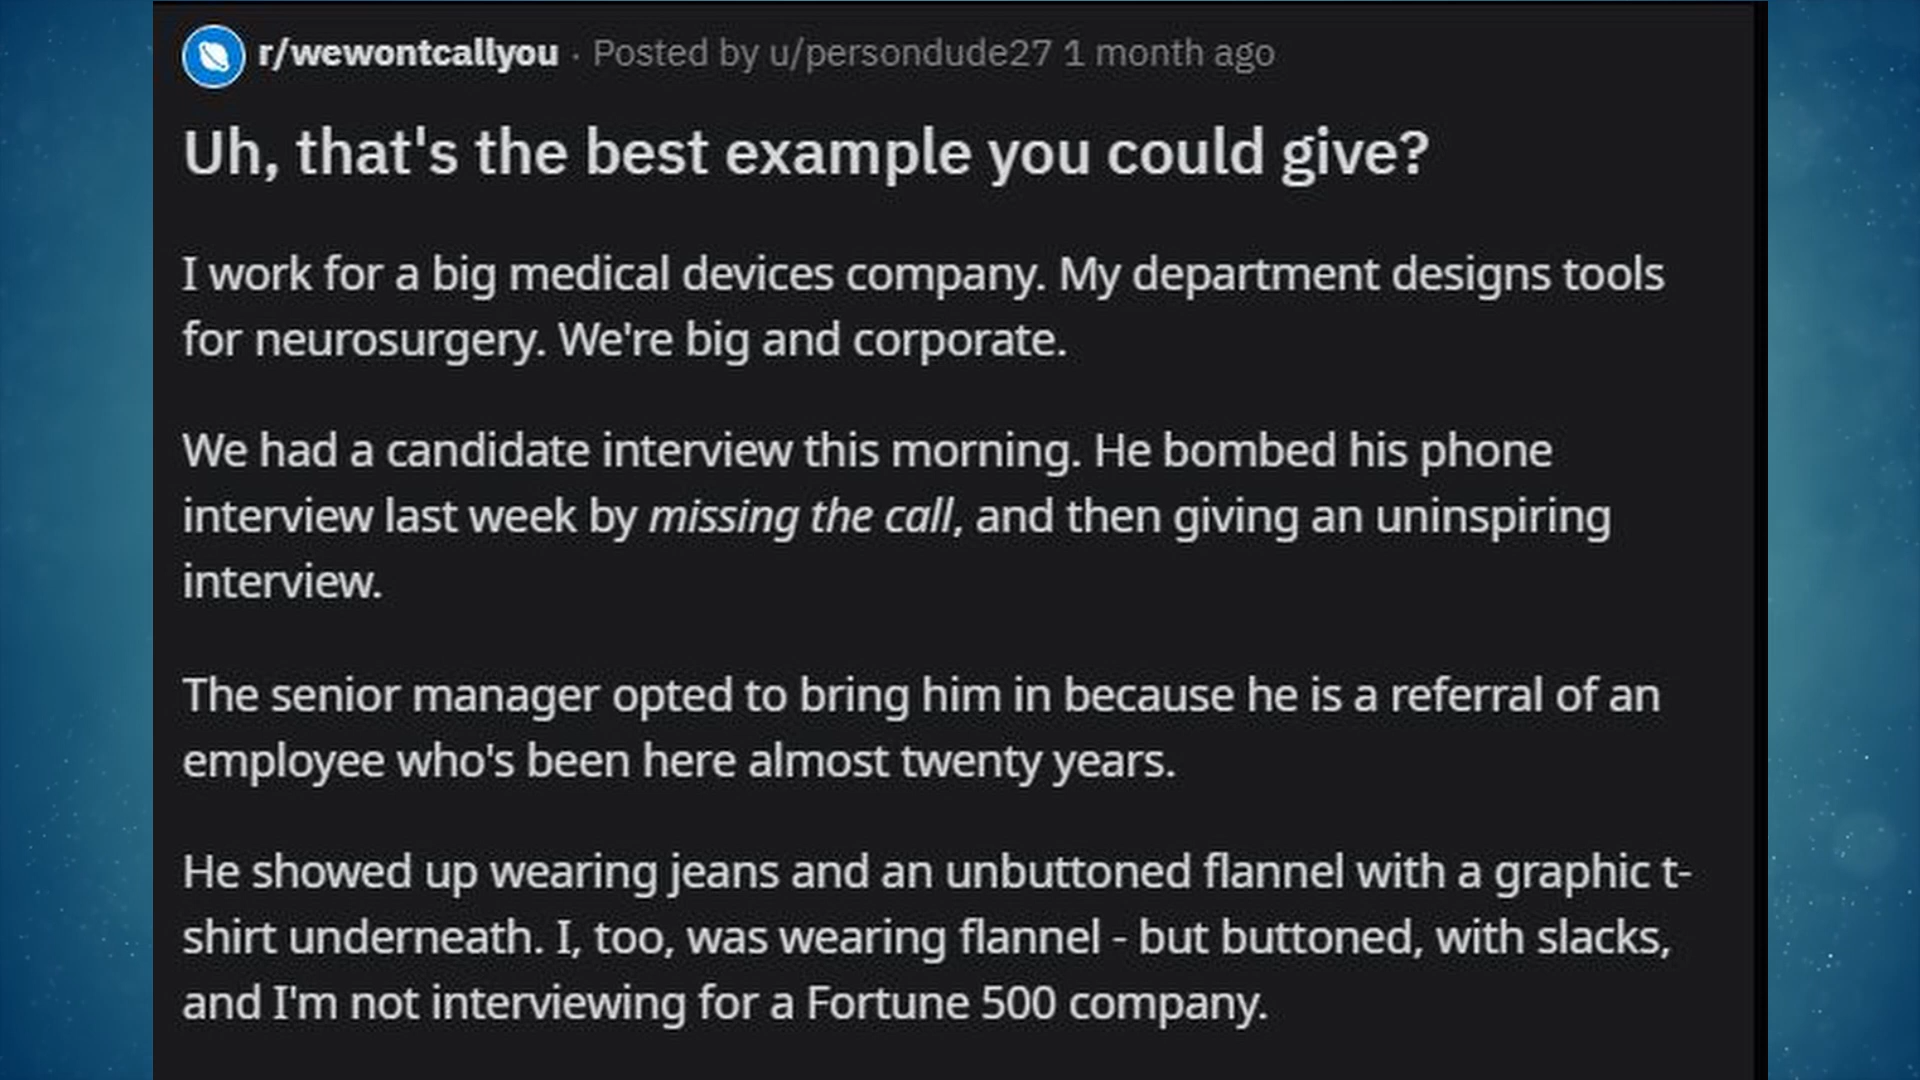 r/wewontcallyou · Posted by u/persondude27 1 month ago
Uh, that's the best example you could give?
I work for a big medical devices company. My department designs tools
for neurosurgery. We're big and corporate.
We had a candidate interview this morning. He bombed his phone
interview last week by missing the call, and then giving an uninspiring
interview.
The senior manager opted to bring him in because he is a referral of an
employee who's been here almost twenty years.
He showed up wearing jeans and an unbuttoned flannel with a graphic t-
shirt underneath. I, too, was wearing flannel - but buttoned, with slacks,
and I'm not interviewing for a Fortune 500 company.